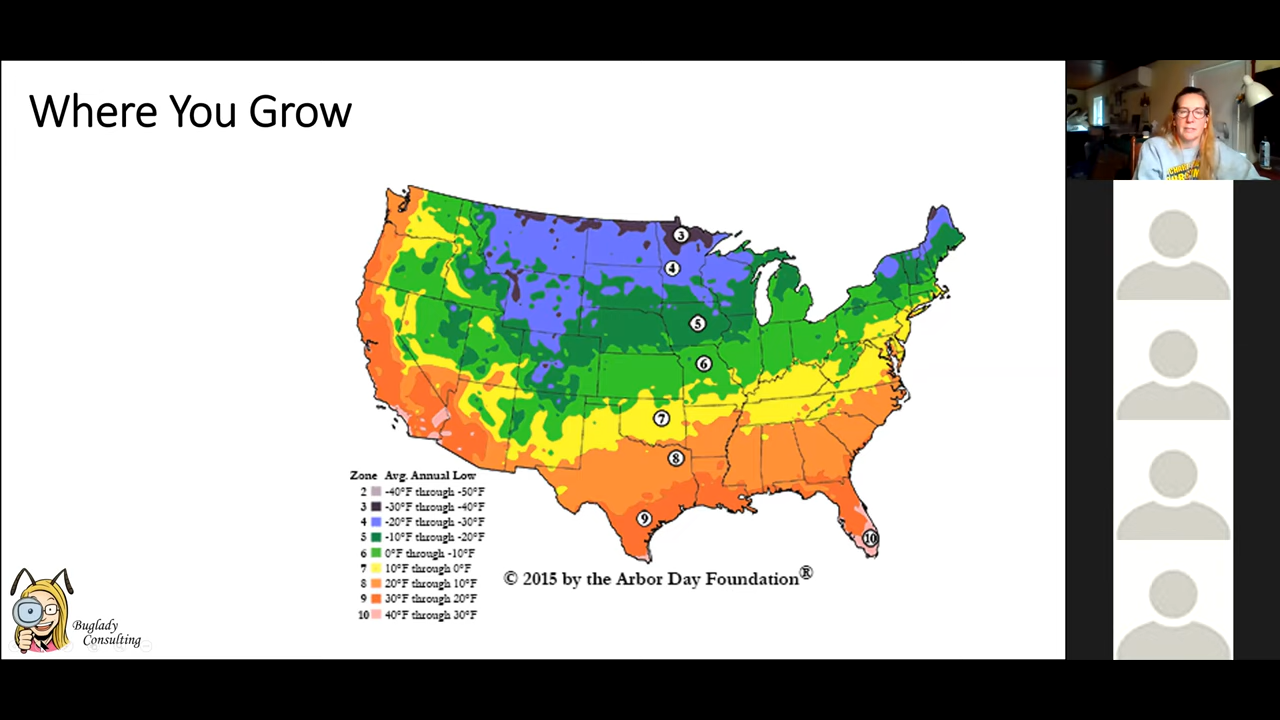 Where You Grow
3
4
5
6
7
8
9
10
Zone Avg. Annual Low
2 -40°F through -50°F
3 -30°F through -40°F
4 -20°F through -30°F
5 -10°F through -20°F
6 0°F through -10°F
7 10°F through 0°F
8 20°F through 10°F
9 30°F through 20°F
10 40°F through 30°F
© 2015 by the Arbor Day Foundation®
Buglady
Consulting